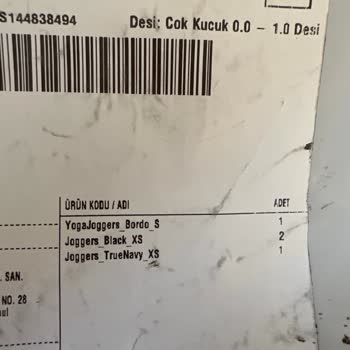 S144838494
Desi: Cok Kucuk 0.0 – 1.0 Desi
ÜRÜN KODU / ADI ADET
YogaJoggers_Bordo_S 1
Joggers_Black_XS 2
Joggers_TrueNavy_XS 1
. SAN.
NO. 28